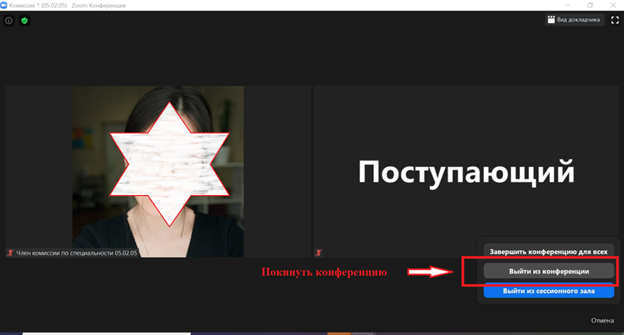 Комиссия 1 (05.02.05) Zoom Конференция
Вид докладчика
Поступающий
Член комиссии по специальности 05.02.05
Завершить конференцию для всех
Покинуть конференцию
Выйти из конференции
Выйти из сессионного зала
Отмена